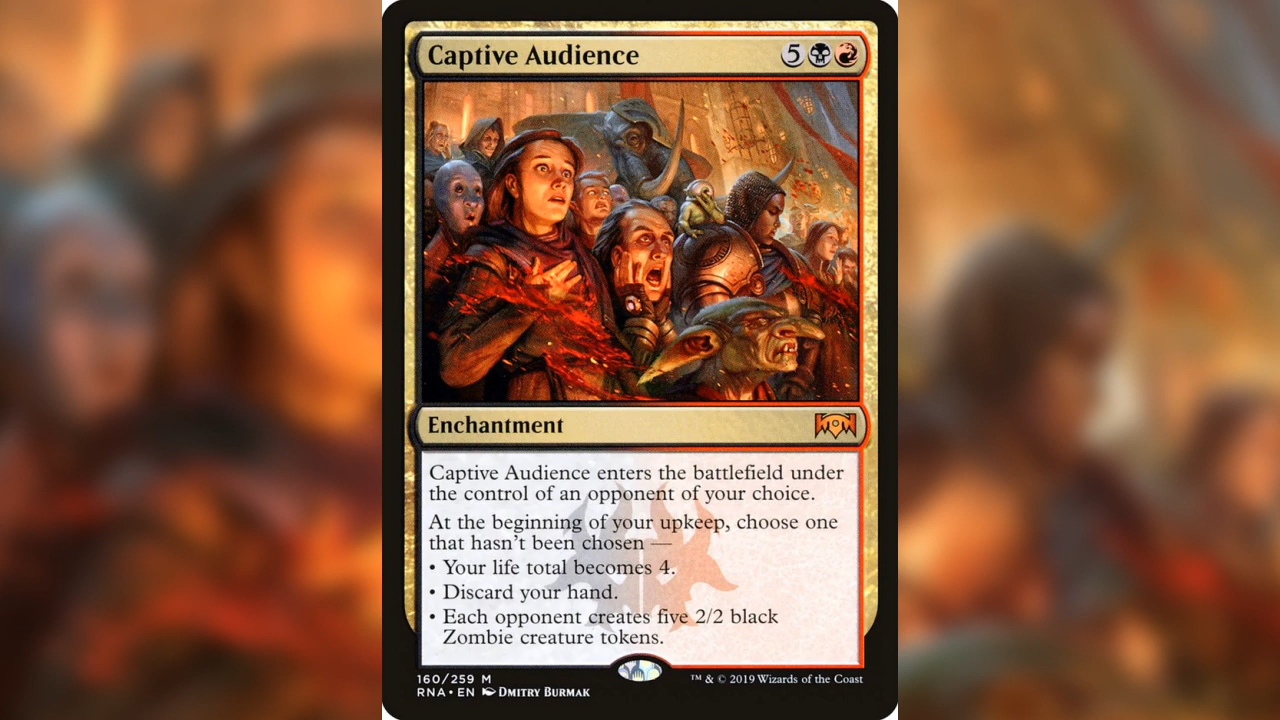 Captive Audience 5
Enchantment
Captive Audience enters the battlefield under
the control of an opponent of your choice.
At the beginning of your upkeep, choose one
that hasn't been chosen —
• Your life total becomes 4.
• Discard your hand.
• Each opponent creates five 2/2 black
Zombie creature tokens.
160/259 M
RNA • EN Dmitry Burmak
™ & © 2019 Wizards of the Coast